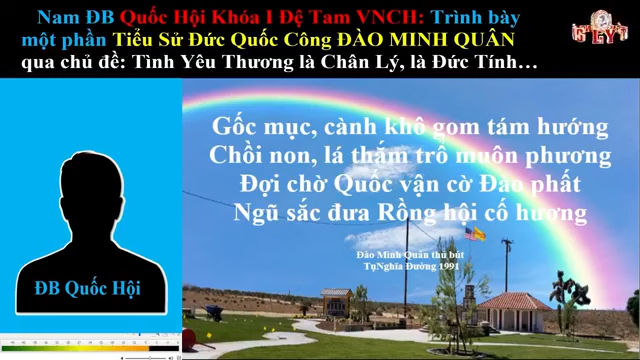 Nam ĐB Quốc Hội Khóa I Đệ Tam VNCH: Trình bày
một phần Tiểu Sử Đức Quốc Công ĐÀO MINH QUÂN
qua chủ đề: Tình Yêu Thương là Chân Lý, là Đức Tính…
Gốc mục, cành khô gom tám hướng
Chồi non, lá thắm trổ muôn phương
Đợi chờ Quốc vận cờ Đào phất
Ngũ sắc đưa Rồng hội cố hương
Đào Minh Quân thủ bút
TụNghĩa Đường 1991
ĐB Quốc Hội